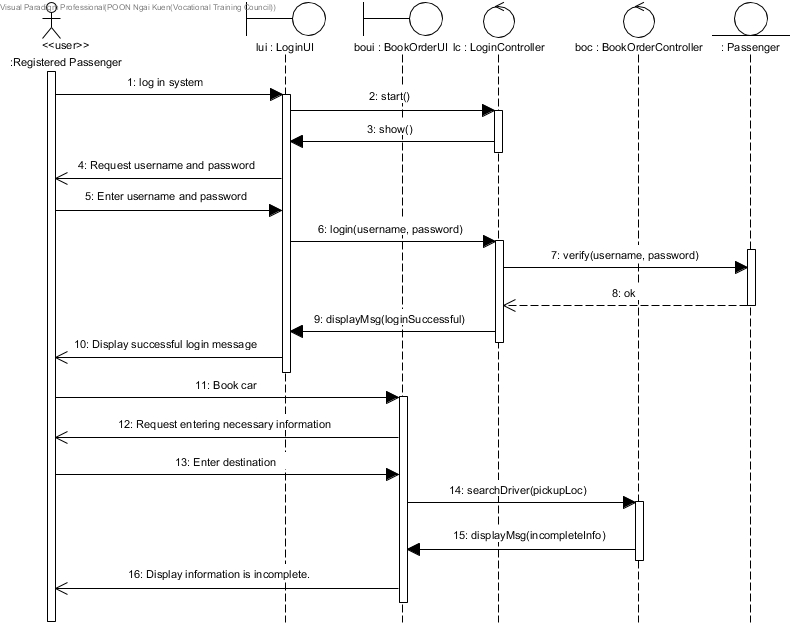 Visual Paradigm Professional(POON Ngai Kuen(Vocational Training Council))
<<user>>
:Registered Passenger
lui : LoginUI
boui : BookOrderUI
lc : LoginController
boc : BookOrderController
: Passenger
1: log in system
2: start()
3: show()
4: Request username and password
5: Enter username and password
6: login(username, password)
7: verify(username, password)
8: ok
9: displayMsg(loginSuccessful)
10: Display successful login message
11: Book car
12: Request entering necessary information
13: Enter destination
14: searchDriver(pickupLoc)
15: displayMsg(incompleteInfo)
16: Display information is incomplete.